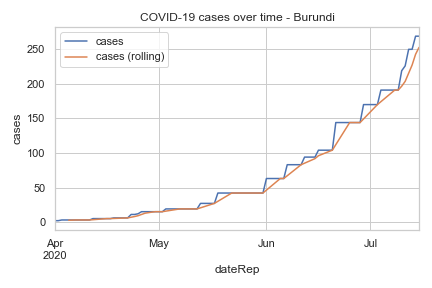 COVID-19 cases over time - Burundi
cases
cases (rolling)
250
200
150
100
50
0
cases
Apr
2020
May
Jun
Jul
dateRep